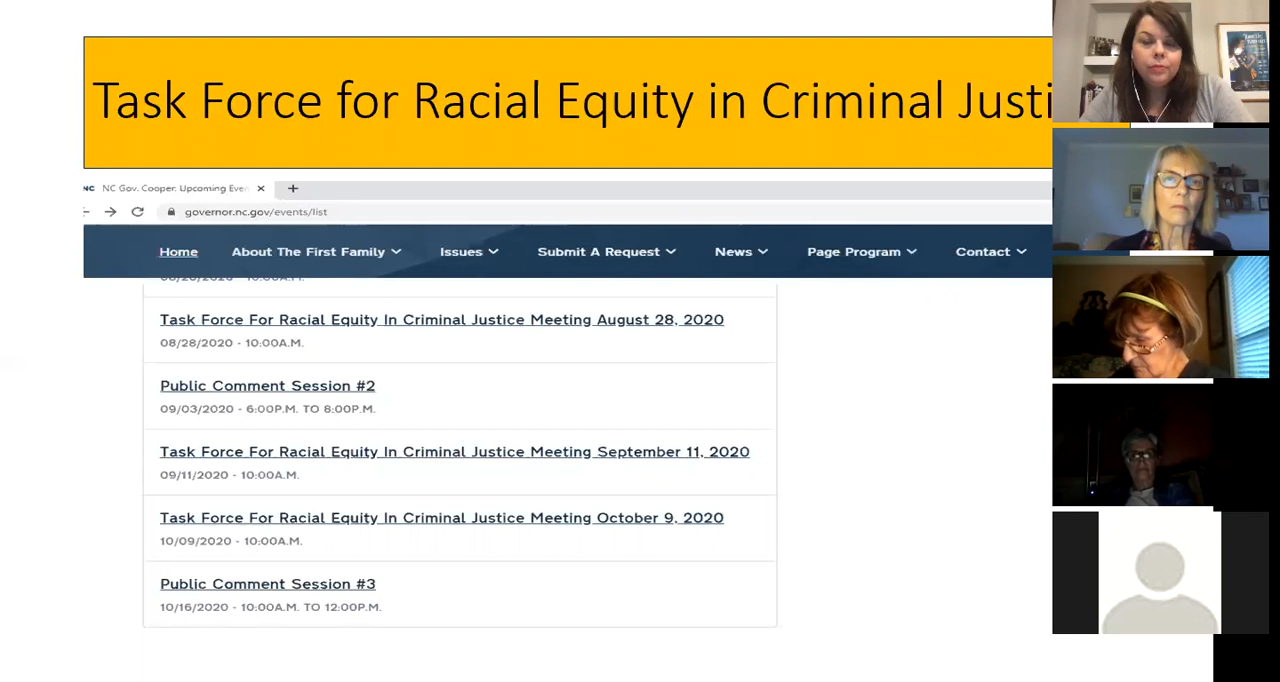 Task Force for Racial Equity in Criminal Justi
NC NC Gov. Cooper: Upcoming Even
governor.nc.gov/events/list
Home About The First Family Issues Submit A Request News Page Program Contact
Task Force For Racial Equity In Criminal Justice Meeting August 28, 2020
08/28/2020 - 10:00A.M.
Public Comment Session #2
09/03/2020 - 6:00P.M. TO 8:00P.M.
Task Force For Racial Equity In Criminal Justice Meeting September 11, 2020
09/11/2020 - 10:00A.M.
Task Force For Racial Equity In Criminal Justice Meeting October 9, 2020
10/09/2020 - 10:00A.M.
Public Comment Session #3
10/16/2020 - 10:00A.M. TO 12:00P.M.